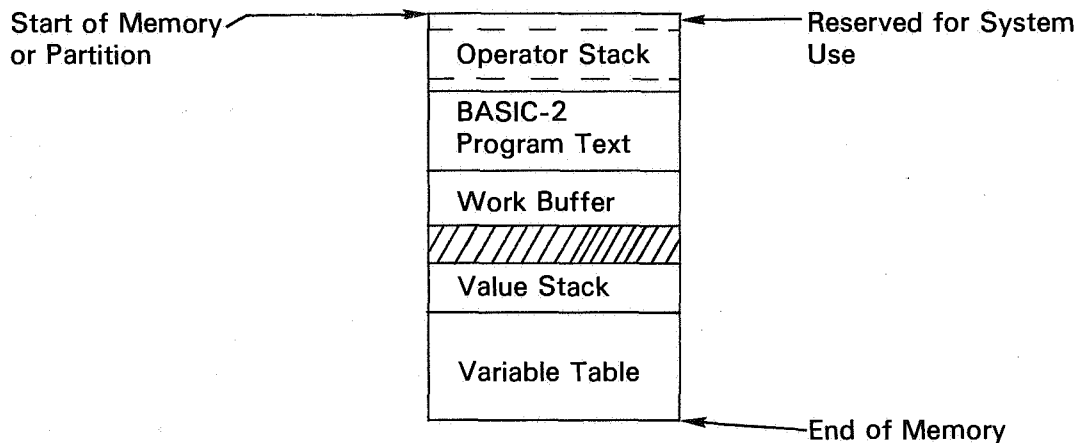 Start of Memory
or Partition
Reserved for System
Use
Operator Stack
BASIC-2
Program Text
Work Buffer
Value Stack
Variable Table
End of Memory